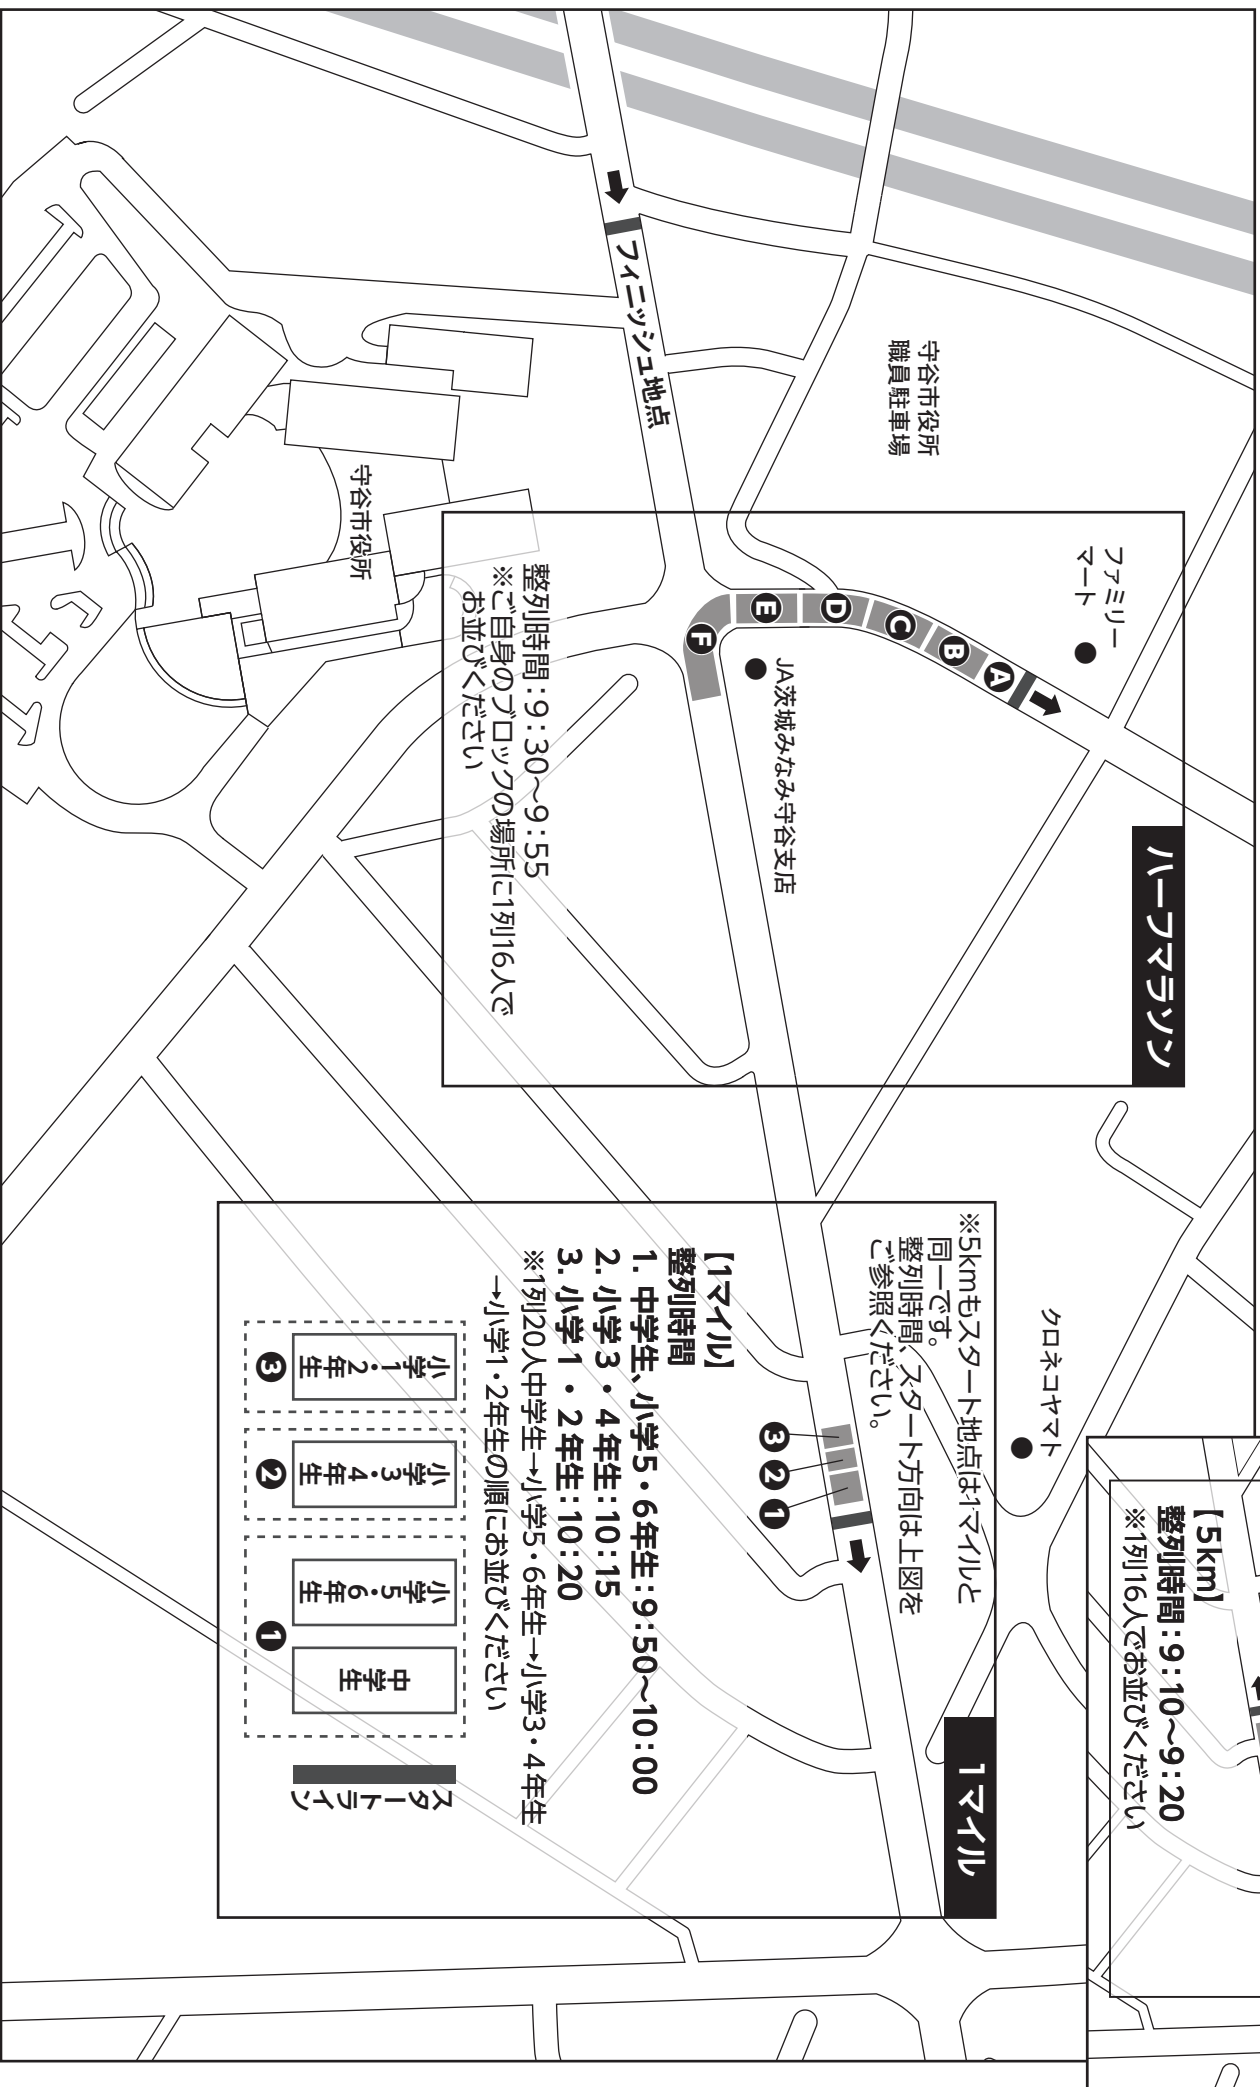 フィニッシュ地点
守谷市役所
職員駐車場
守谷市役所
ハーフマラソン
ファミリー
マート
A
B
C
D
E
F
JA茨城みなみ守谷支店
整列時間：9：30～9：55
※ご自身のブロックの場所に1列16人で
お並びください
クロネコヤマト
1マイル
※5kmもスタート地点は1マイルと
同一です。
整列時間、スタート方向は上図を
ご参照ください。
❸
❷
❶
【1マイル】
整列時間
1. 中学生、小学5・6年生：9：50～10：00
2. 小学3・4年生：10：15
3. 小学1・2年生：10：20
※1列20人中学生→小学5・6年生→小学3・4年生
→小学1・2年生の順にお並びください
小学1・2年生
❸
小学3・4年生
❷
小学5・6年生
中学生
❶
スタートライン
【5km】
整列時間：9：10～9：20
※1列16人でお並びください